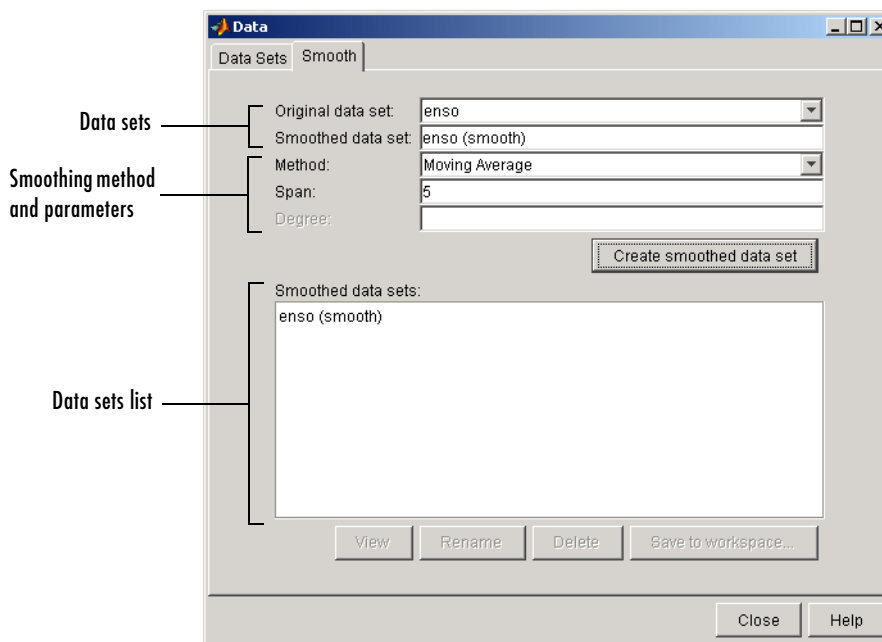 Data
Data Sets
Smooth
Data sets
Original data set: enso
Smoothed data set: enso (smooth)
Smoothing method
and parameters
Method: Moving Average
Span: 5
Degree:
Create smoothed data set
Data sets list
Smoothed data sets:
enso (smooth)
View
Rename
Delete
Save to workspace...
Close
Help